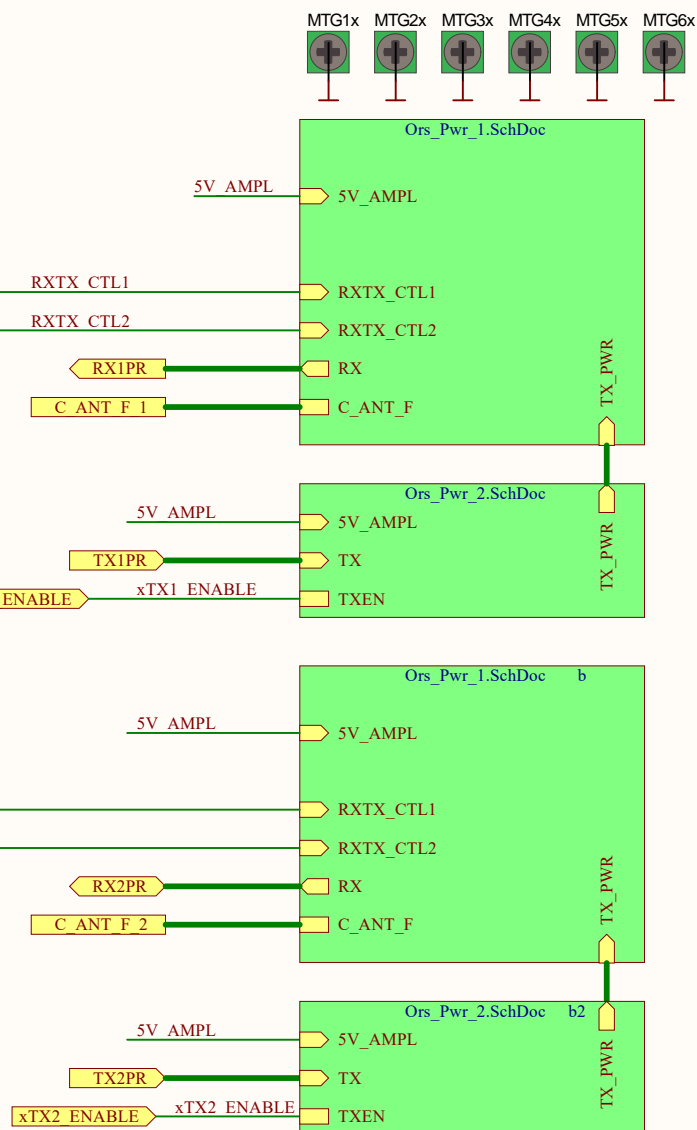 MTG1x MTG2x MTG3x MTG4x MTG5x MTG6x
Ors_Pwr_1.SchDoc
5V_AMPL 5V_AMPL
RXTX_CTL1 RXTX_CTL1
RXTX_CTL2 RXTX_CTL2
RX1PR RX
C_ANT_F_1 C_ANT_F
TX_PWR
Ors_Pwr_2.SchDoc
5V_AMPL 5V_AMPL
TX1PR TX
TX_PWR
ENABLE xTX1_ENABLE TXEN
Ors_Pwr_1.SchDoc b
5V_AMPL 5V_AMPL
RXTX_CTL1
RXTX_CTL2
RX2PR RX
C_ANT_F_2 C_ANT_F
TX_PWR
Ors_Pwr_2.SchDoc b2
5V_AMPL 5V_AMPL
TX2PR TX
TX_PWR
xTX2_ENABLE xTX2_ENABLE TXEN